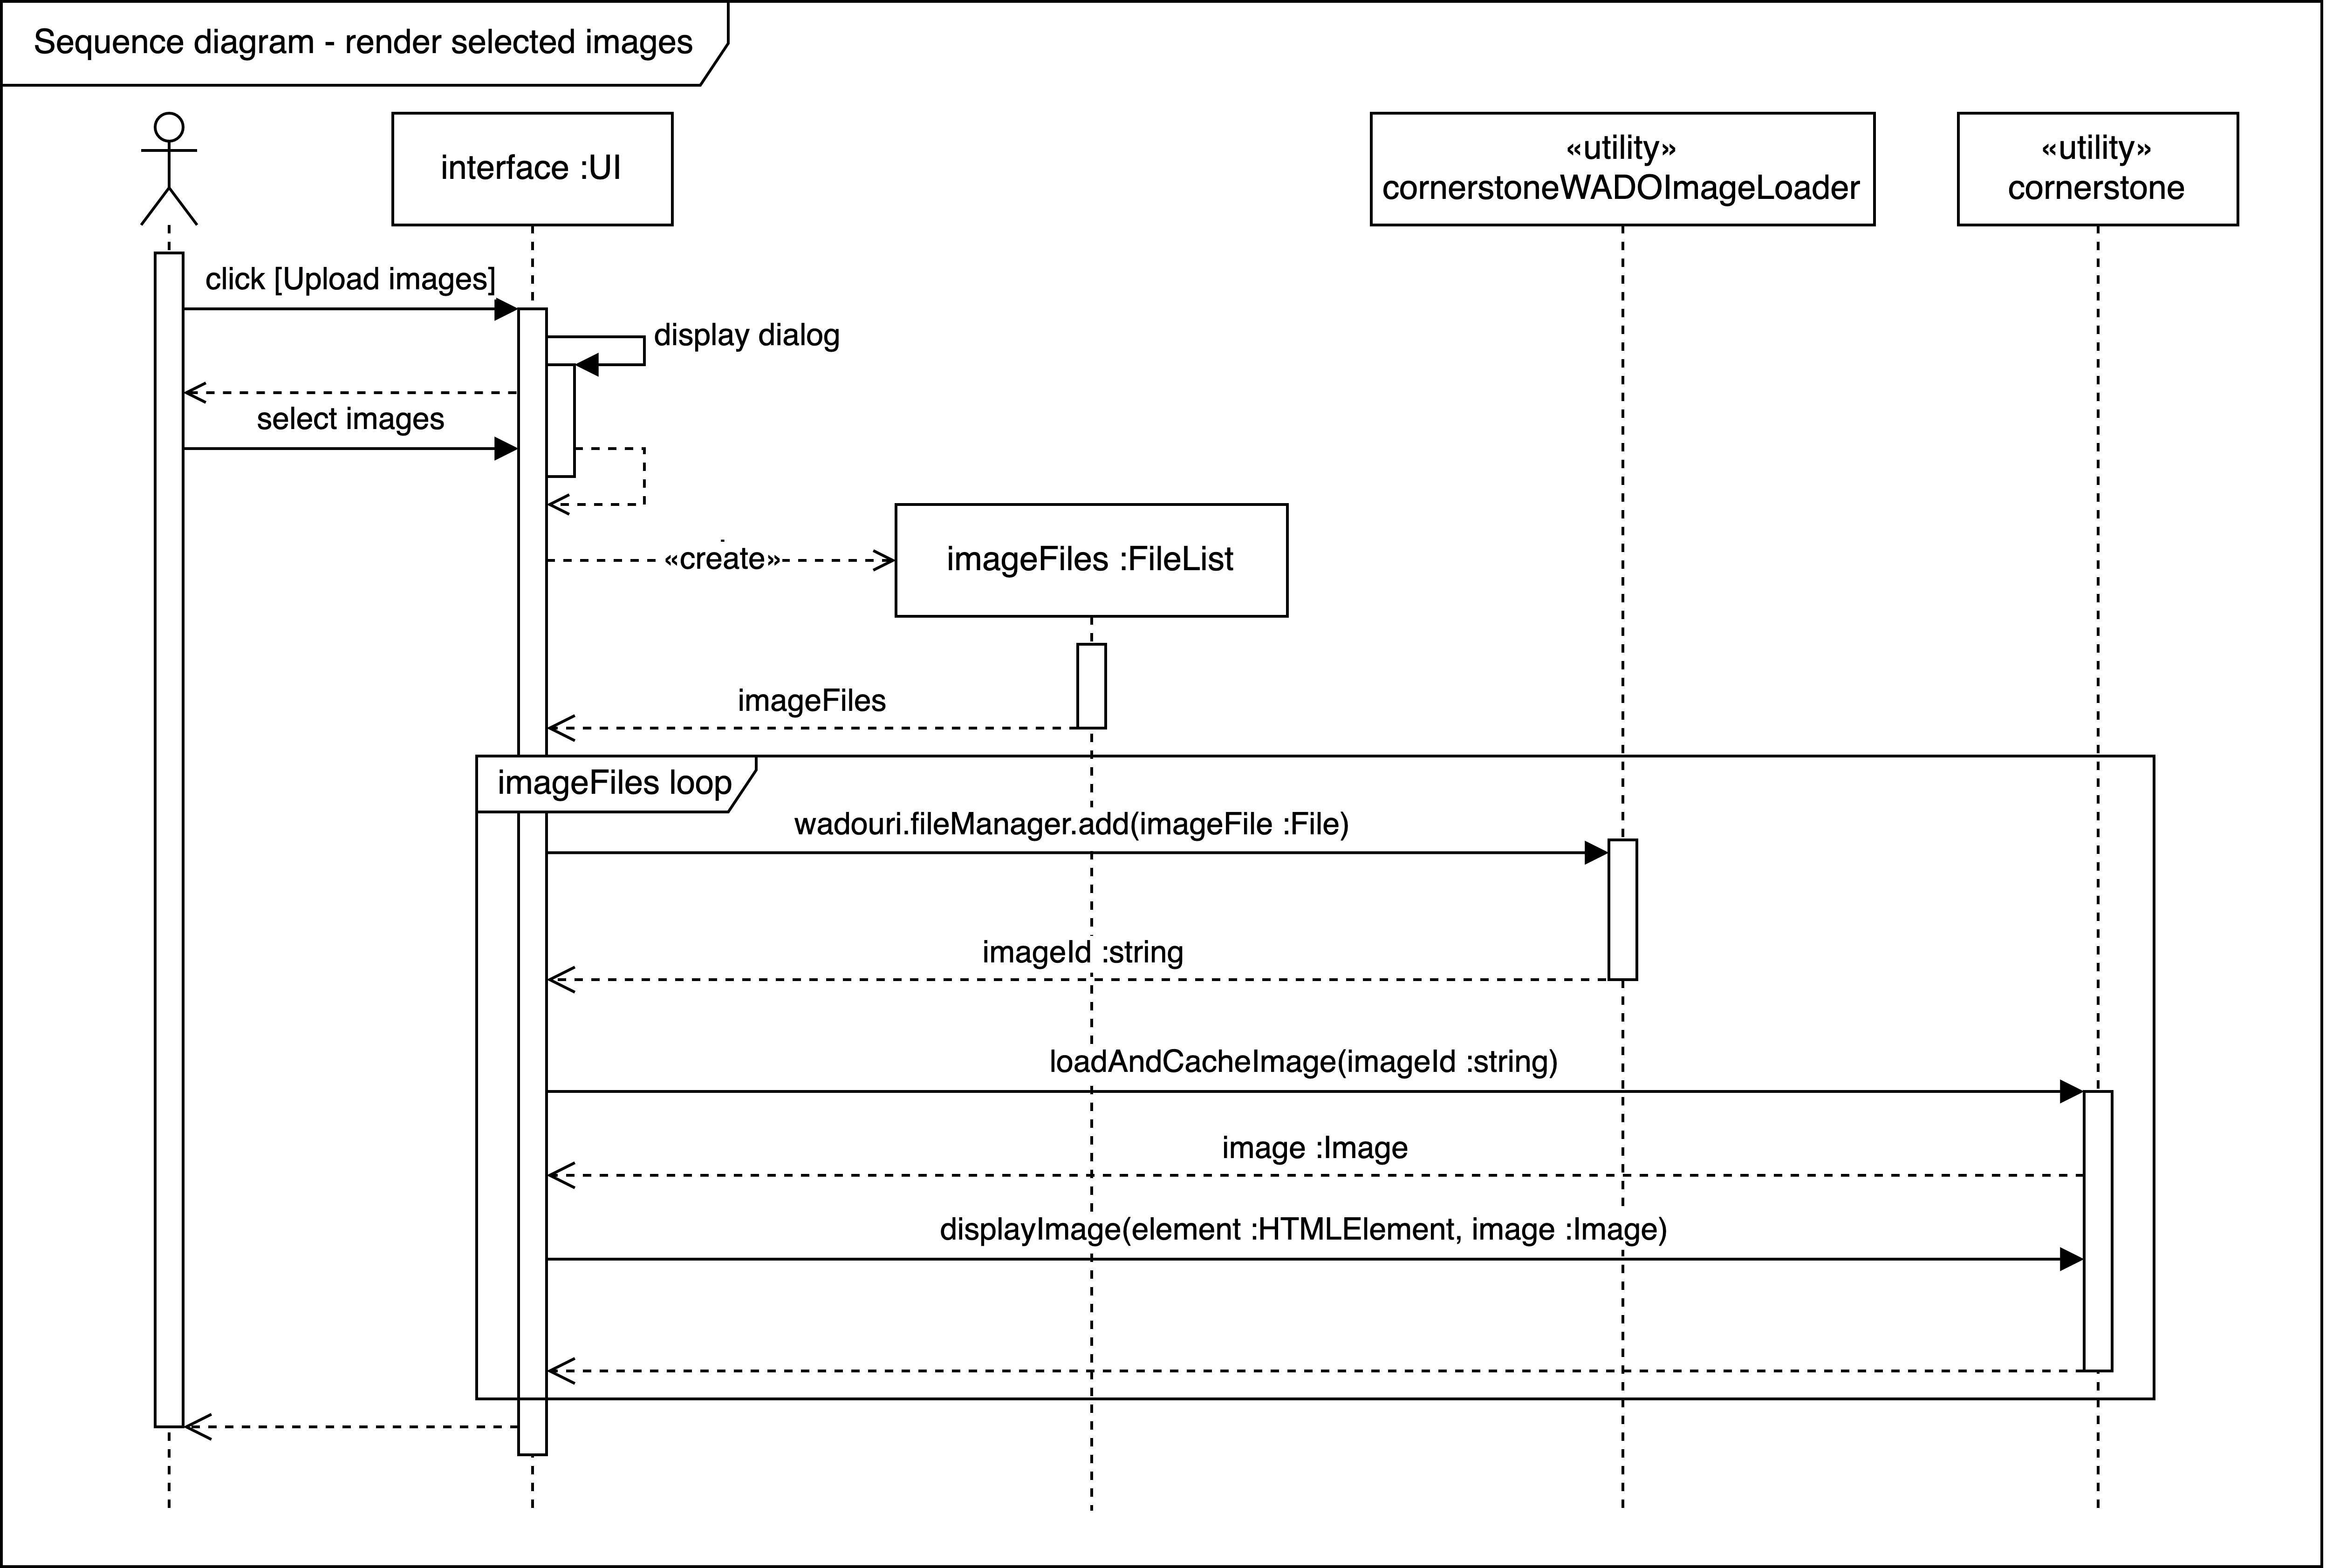 Sequence diagram - render selected images
interface :UI
«utility»
cornerstoneWADOImageLoader
«utility»
cornerstone
click [Upload images]
display dialog
select images
«create»
imageFiles :FileList
imageFiles
imageFiles loop
wadouri.fileManager.add(imageFile :File)
imageId :string
loadAndCacheImage(imageId :string)
image :Image
displayImage(element :HTMLElement, image :Image)